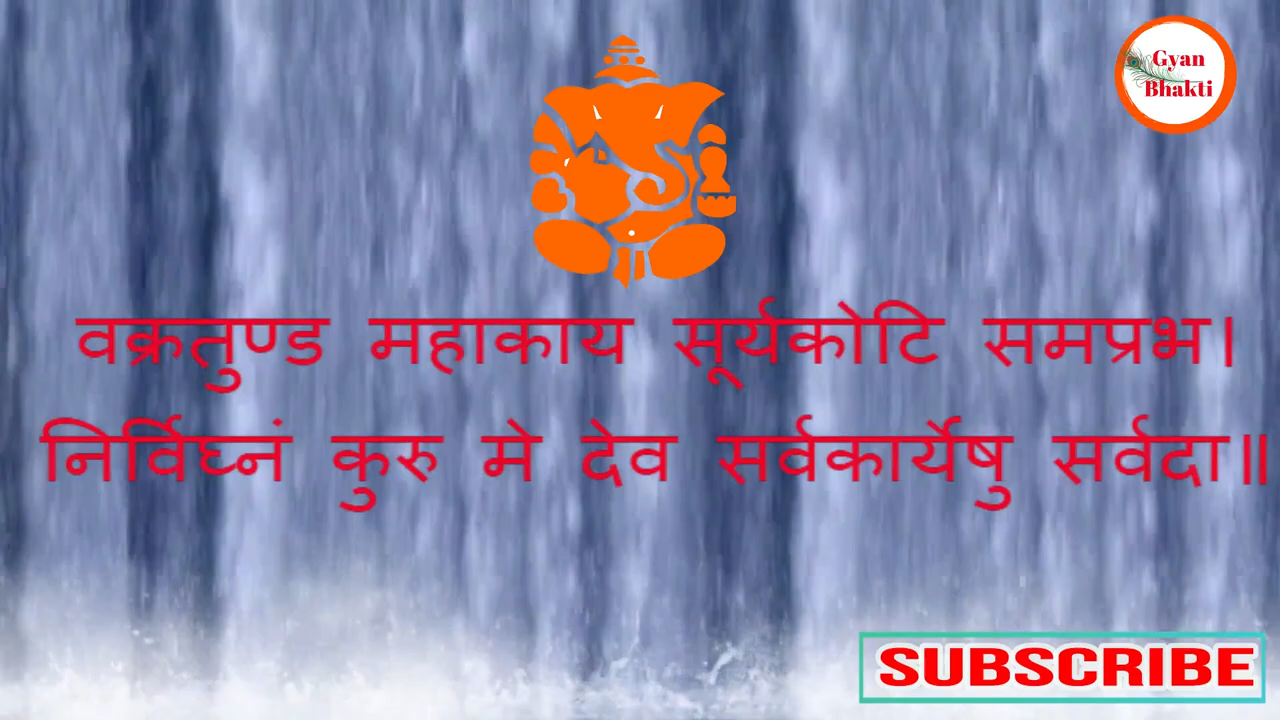 Gyan
Bhakti
वक्रतुण्ड महाकाय सूर्यकोटि समप्रभ।
निर्विघ्नं कुरु मे देव सर्वकार्येषु सर्वदा॥
SUBSCRIBE